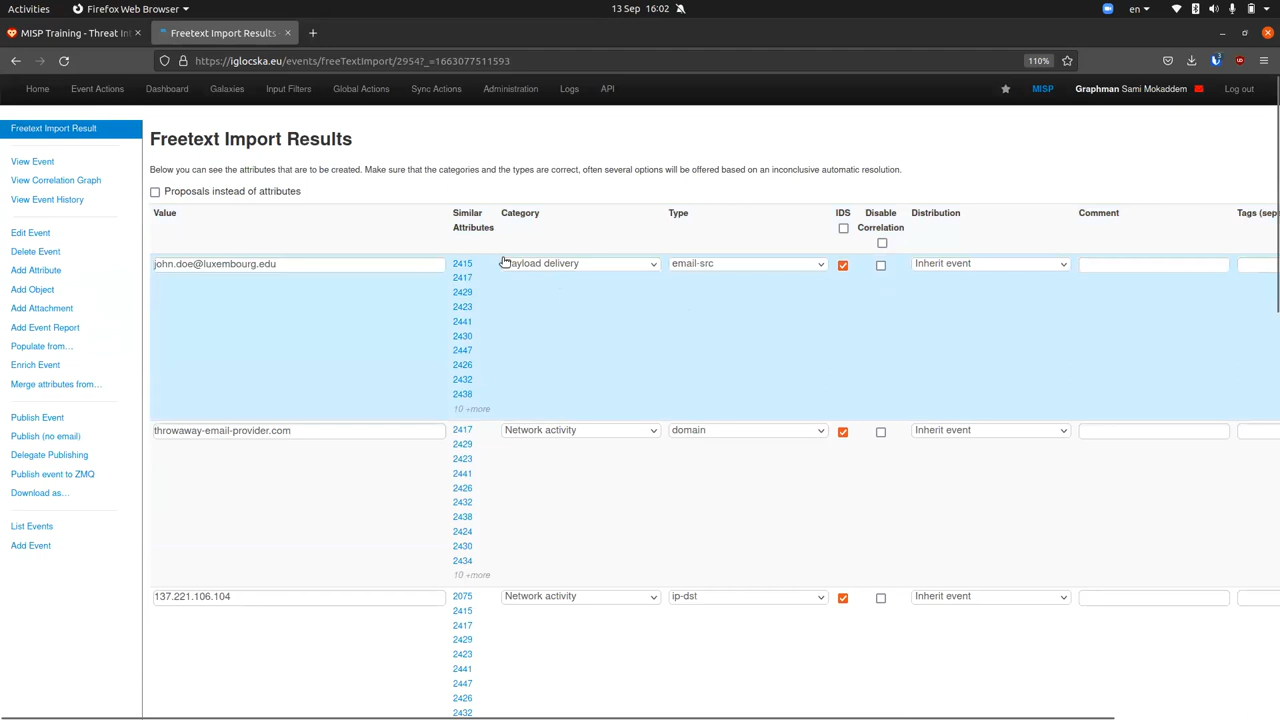 Activities
Firefox Web Browser
13 Sep 16:02
en
MISP Training - Threat In
Freetext Import Results
https://iglocska.eu/events/freeTextImport/2954?_=1663077511593
110%
Home
Event Actions
Dashboard
Galaxies
Input Filters
Global Actions
Sync Actions
Administration
Logs
API
MISP
Graphman Sami Mokaddem
Log out
Freetext Import Result
View Event
View Correlation Graph
View Event History
Edit Event
Delete Event
Add Attribute
Add Object
Add Attachment
Add Event Report
Populate from...
Enrich Event
Merge attributes from...
Publish Event
Publish (no email)
Delegate Publishing
Publish event to ZMQ
Download as...
List Events
Add Event
Freetext Import Results
Below you can see the attributes that are to be created. Make sure that the categories and the types are correct, often several options will be offered based on an inconclusive automatic resolution.
Proposals instead of attributes
Value
Similar Attributes
Category
Type
IDS
Disable Correlation
Distribution
Comment
Tags (sep
john.doe@luxembourg.edu
2415
2417
2429
2423
2441
2430
2447
2426
2432
2438
10 +more
Payload delivery
email-src
Inherit event
throwaway-email-provider.com
2417
2429
2423
2441
2426
2432
2438
2424
2430
2434
10 +more
Network activity
domain
Inherit event
137.221.106.104
2075
2415
2417
2429
2423
2441
2447
2426
2432
Network activity
ip-dst
Inherit event